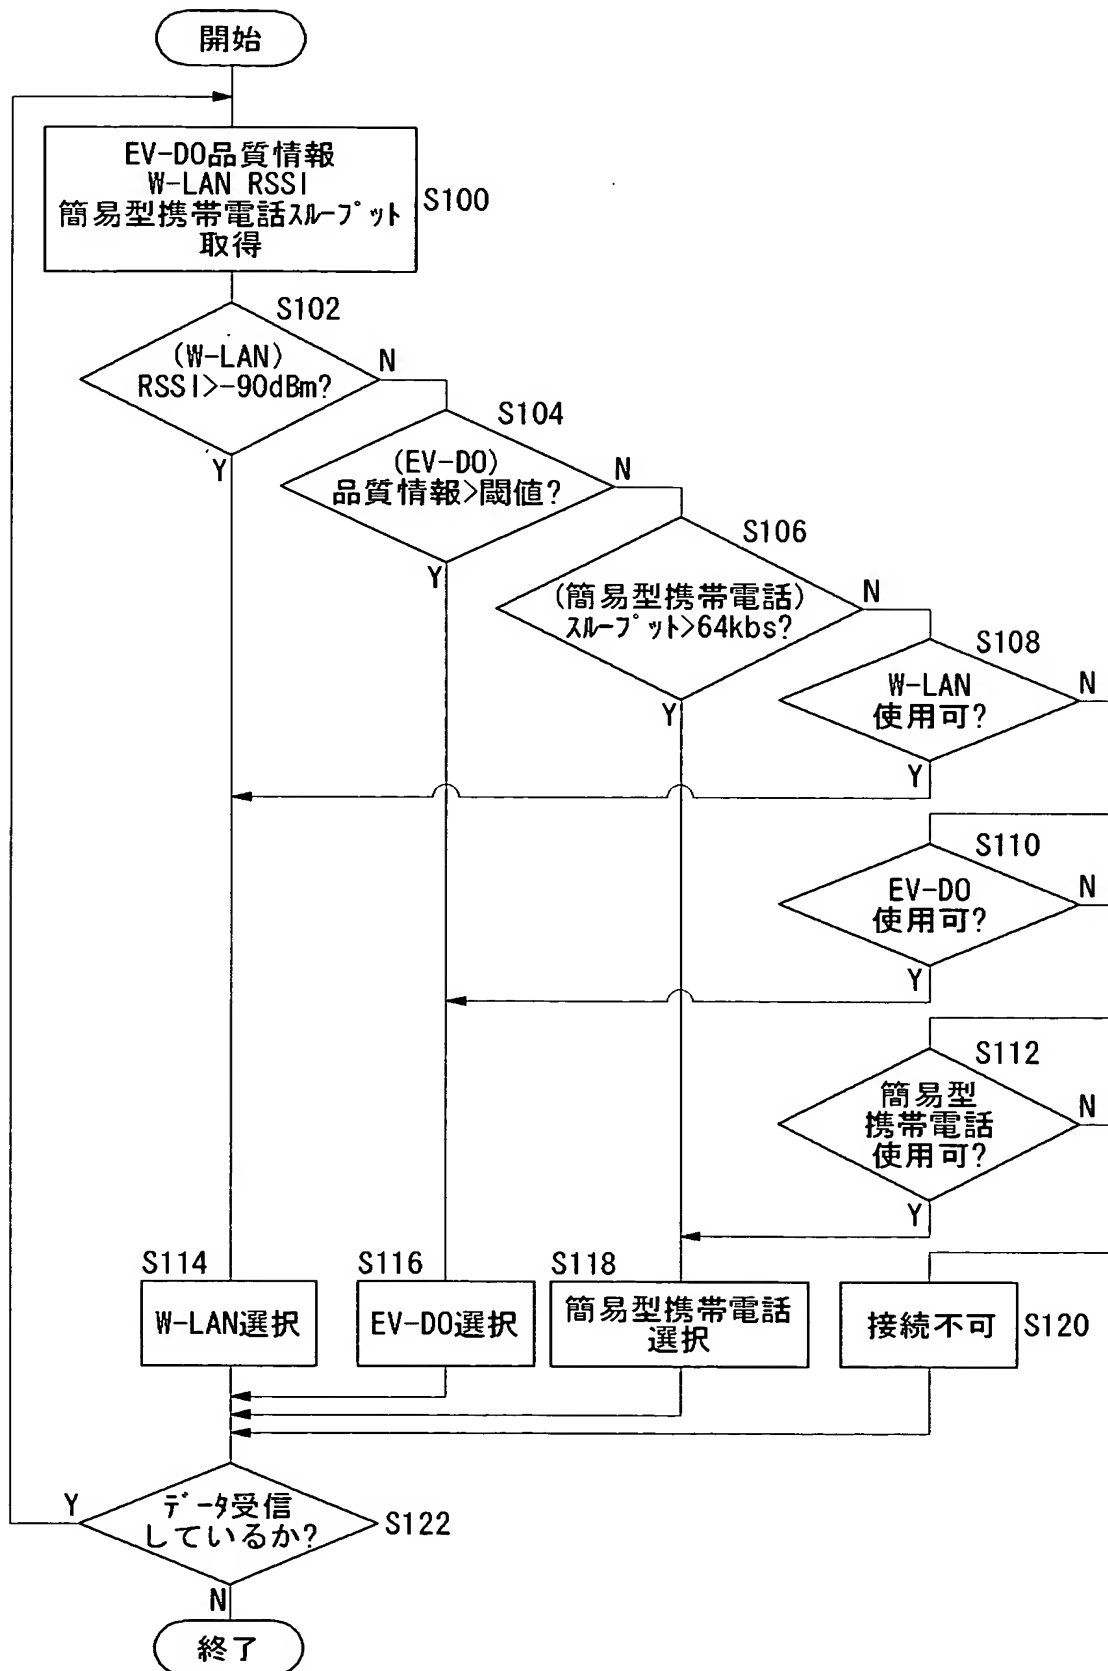 開始
EV-DO品質情報
W-LAN RSSI
簡易型携帯電話ｽﾙｰﾌﾟｯﾄ
取得
S100
S102
(W-LAN)
RSSI>-90dBm?
N
Y
S104
(EV-DO)
品質情報>閾値?
N
Y
S106
(簡易型携帯電話)
ｽﾙｰﾌﾟｯﾄ>64kbs?
N
Y
S108
W-LAN
使用可?
N
Y
S110
EV-DO
使用可?
N
Y
S112
簡易型
携帯電話
使用可?
N
Y
S114
W-LAN選択
S116
EV-DO選択
S118
簡易型携帯電話
選択
接続不可
S120
Y
ﾃﾞｰﾀ受信
しているか?
S122
N
終了